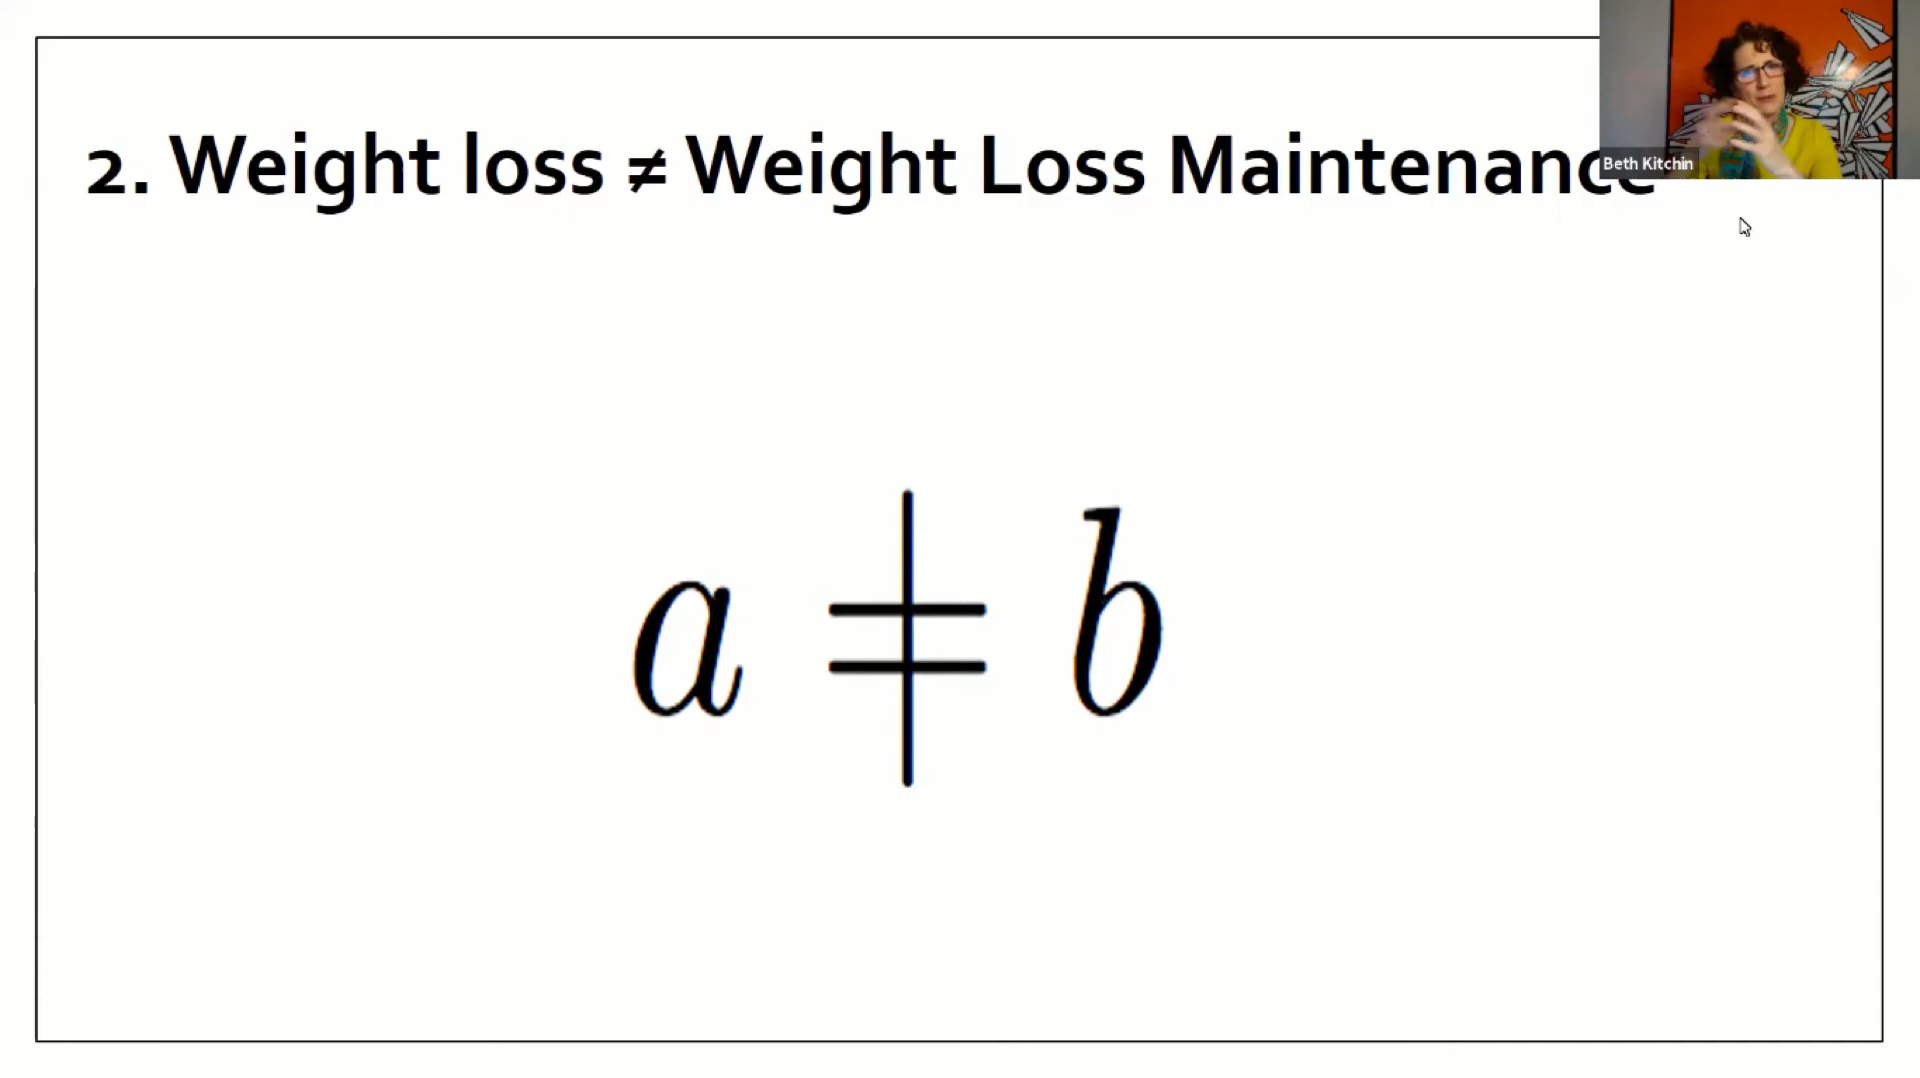 2. Weight loss ≠ Weight Loss Maintenance
Beth Kitchin
a ≠ b